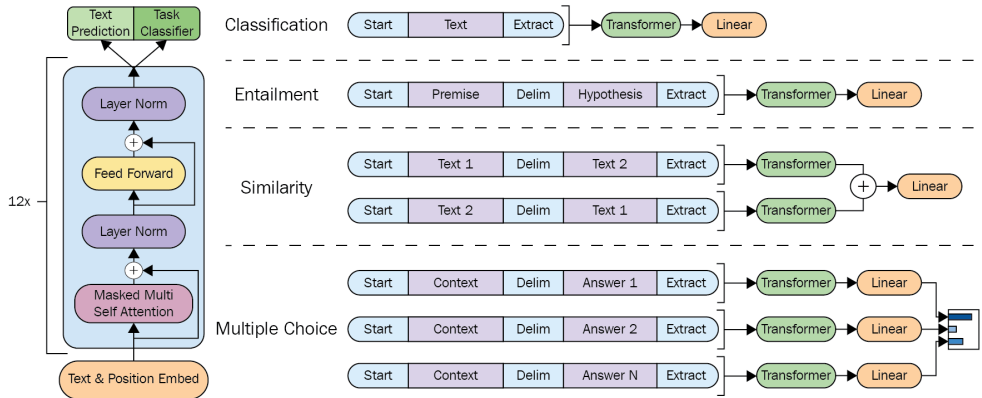 Text Prediction
Task Classifier
12x
Layer Norm
+
Feed Forward
Layer Norm
+
Masked Multi
Self Attention
Text & Position Embed
Classification
Start Text Extract Transformer Linear
Entailment
Start Premise Delim Hypothesis Extract Transformer Linear
Similarity
Start Text 1 Delim Text 2 Extract Transformer
+ Linear
Start Text 2 Delim Text 1 Extract Transformer
Multiple Choice
Start Context Delim Answer 1 Extract Transformer Linear
Start Context Delim Answer 2 Extract Transformer Linear
Start Context Delim Answer N Extract Transformer Linear